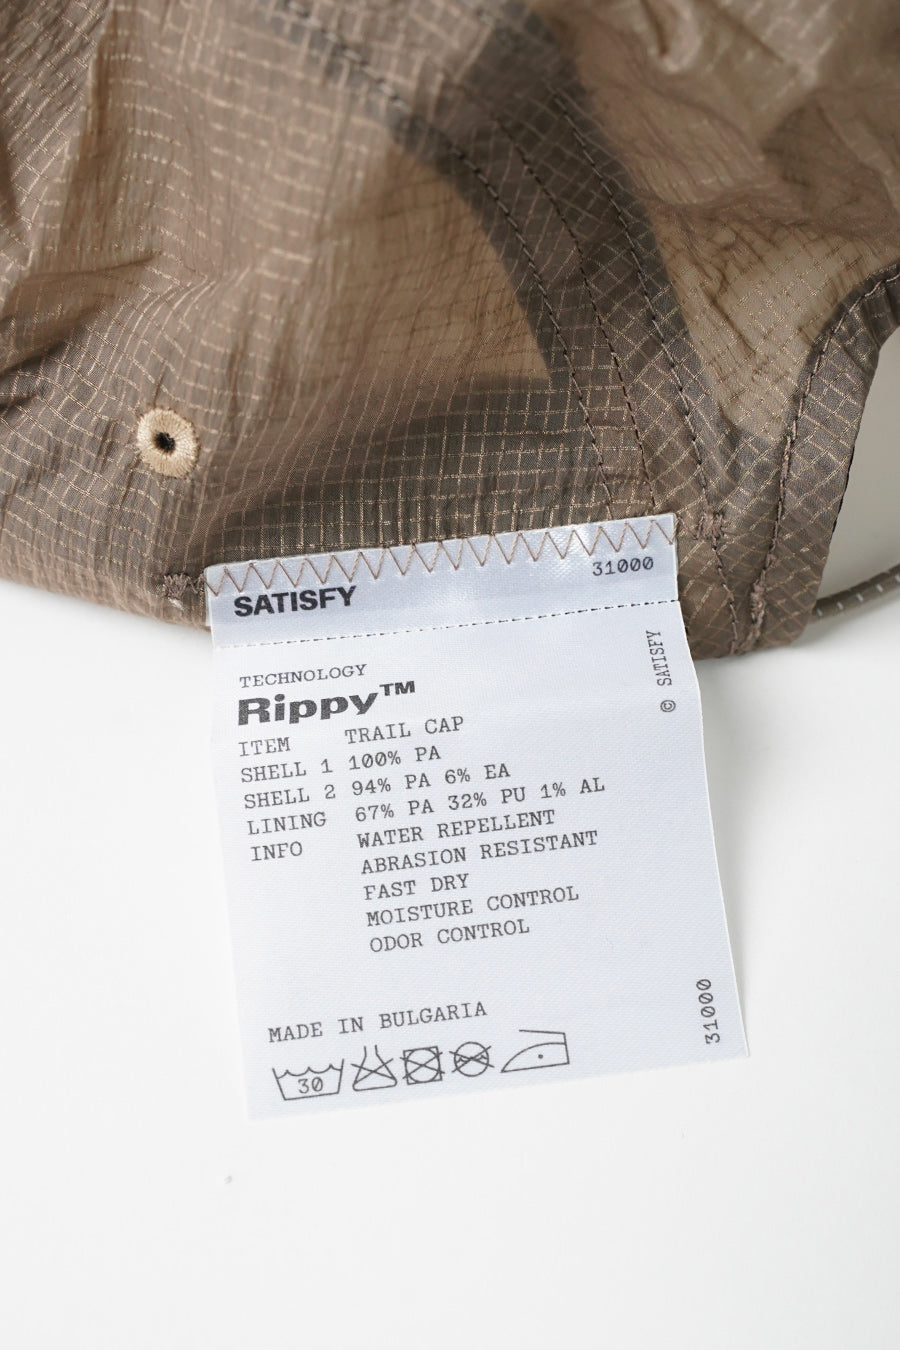 SATISFY
31000
TECHNOLOGY
Rippy™
ITEM TRAIL CAP
SHELL 1 100% PA
SHELL 2 94% PA 6% EA
LINING 67% PA 32% PU 1% AL
INFO WATER REPELLENT
ABRASION RESISTANT
FAST DRY
MOISTURE CONTROL
ODOR CONTROL
MADE IN BULGARIA
30
© SATISFY
31000